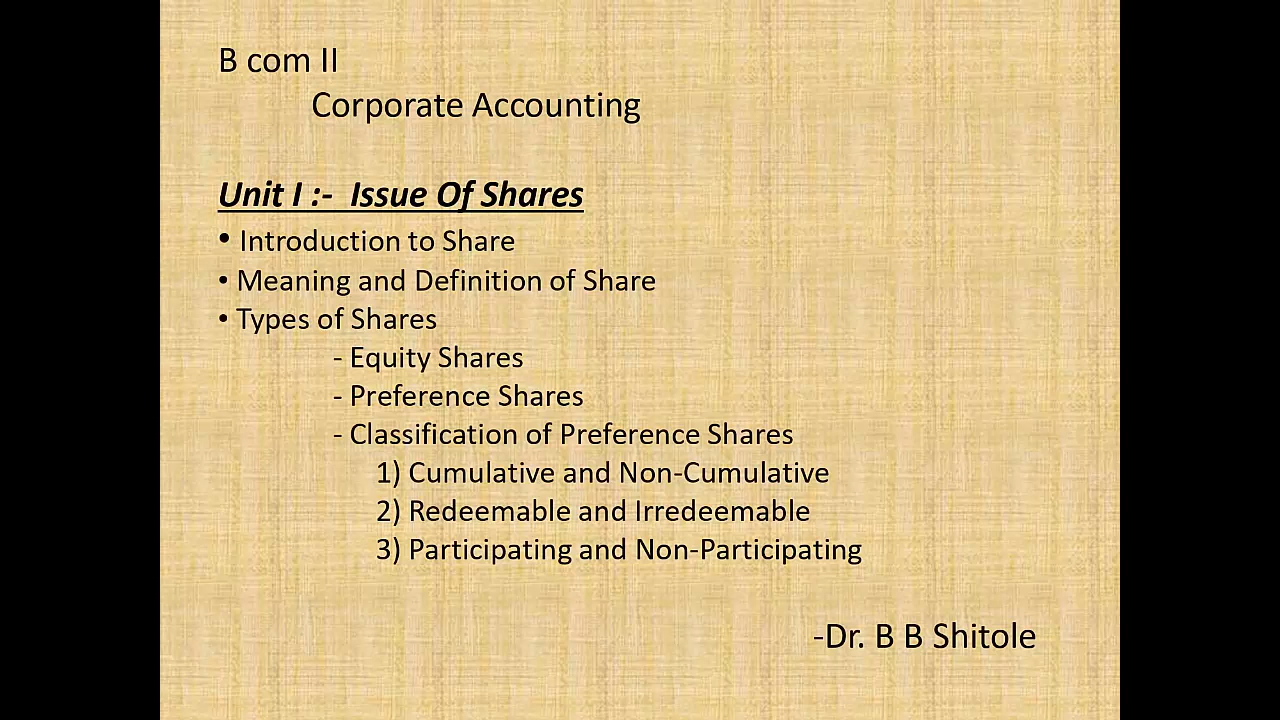 B com II
Corporate Accounting
Unit I :- Issue Of Shares
• Introduction to Share
• Meaning and Definition of Share
• Types of Shares
- Equity Shares
- Preference Shares
- Classification of Preference Shares
1) Cumulative and Non-Cumulative
2) Redeemable and Irredeemable
3) Participating and Non-Participating
-Dr. B B Shitole